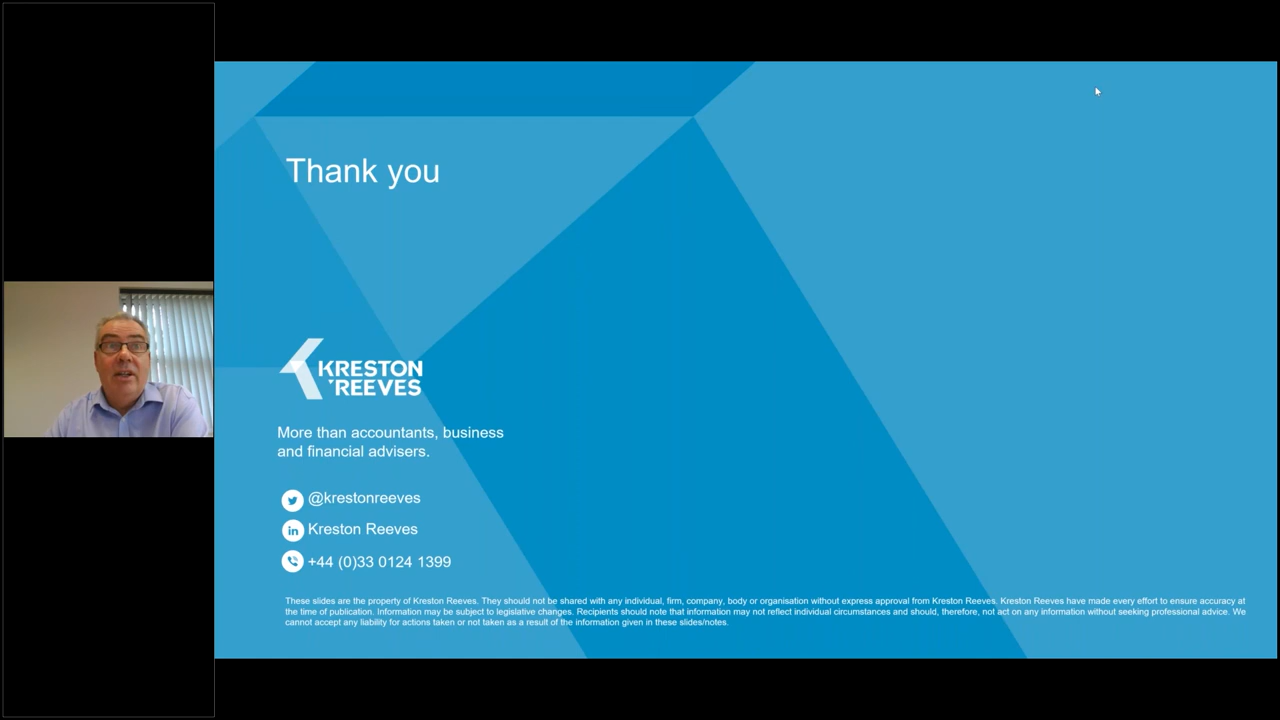 Thank you
KRESTON
REEVES
More than accountants, business
and financial advisers.
@krestonreeves
in Kreston Reeves
+44 (0)33 0124 1399
These slides are the property of Kreston Reeves. They should not be shared with any individual, firm, company, body or organisation without express approval from Kreston Reeves. Kreston Reeves have made every effort to ensure accuracy at
the time of publication. Information may be subject to legislative changes. Recipients should note that information may not reflect individual circumstances and should, therefore, not act on any information without seeking professional advice. We
cannot accept any liability for actions taken or not taken as a result of the information given in these slides/notes.